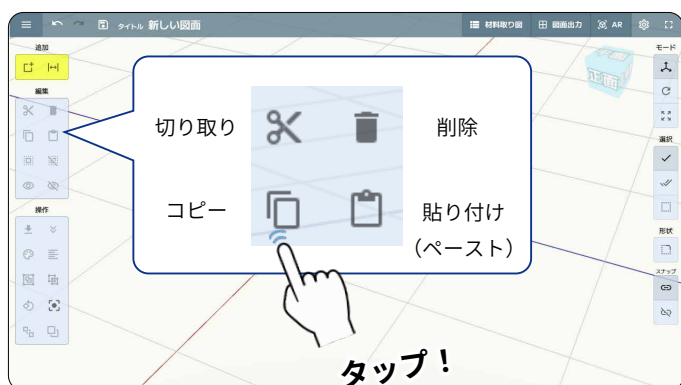 タイトル 新しい図面
材料取り図
図面出力
AR
追加
編集
操作
切り取り
削除
コピー
貼り付け
(ペースト)
タップ！
正面
モード
選択
形状
スナップ